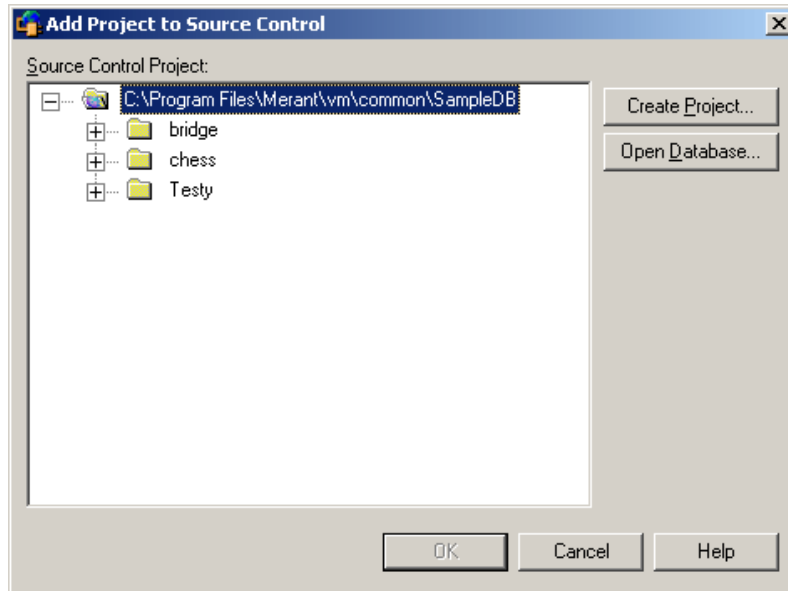 Add Project to Source Control
Source Control Project:
C:\Program Files\Merant\vm\common\SampleDB
bridge
chess
Testy
Create Project...
Open Database...
OK
Cancel
Help